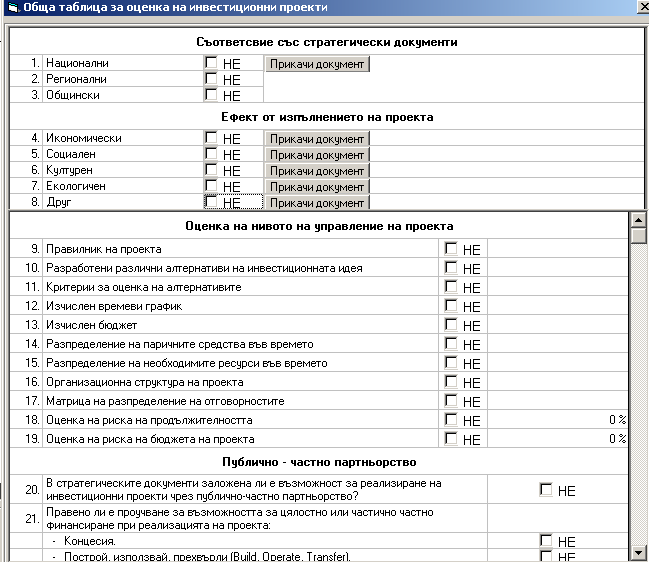 Обща таблица за оценка на инвестиционни проекти
Съответсвие със стратегически документи
1. Национални НЕ Прикачи документ
2. Регионални НЕ
3. Общински НЕ
Ефект от изпълнението на проекта
4. Икономически НЕ Прикачи документ
5. Социален НЕ Прикачи документ
6. Културен НЕ Прикачи документ
7. Екологичен НЕ Прикачи документ
8. Друг НЕ Прикачи документ
Оценка на нивото на управление на проекта
9. Правилник на проекта НЕ
10. Разработени различни алтернативи на инвестиционната идея НЕ
11. Критерии за оценка на алтернативите НЕ
12. Изчислен времеви график НЕ
13. Изчислен бюджет НЕ
14. Разпределение на паричните средства във времето НЕ
15. Разпределение на необходимите ресурси във времето НЕ
16. Организационна структура на проекта НЕ
17. Матрица на разпределение на отговорностите НЕ
18. Оценка на риска на продължителността НЕ 0 %
19. Оценка на риска на бюджета на проекта НЕ 0 %
Публично - частно партньорство
20. В стратегическите документи заложена ли е възможност за реализиране на
инвестиционни проекти чрез публично-частно партньорство? НЕ
21. Правено ли е проучване за възможността за цялостно или частично частно
финансиране при реализацията на проекта:
- Концесия. НЕ
- Построй, използвай, прехвърли (Build, Operate, Transfer). НЕ